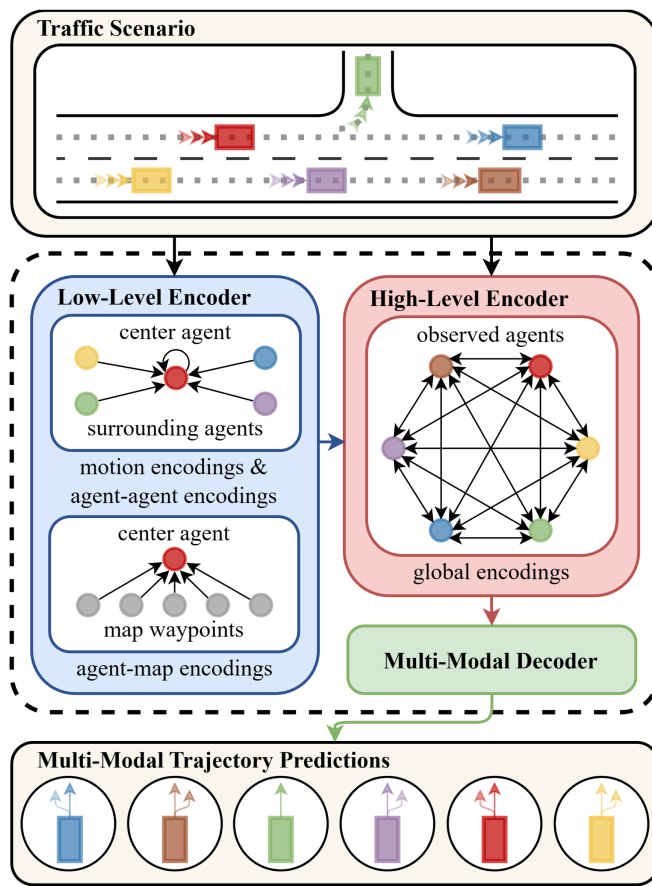 Traffic Scenario
Low-Level Encoder
center agent
surrounding agents
motion encodings &
agent-agent encodings
center agent
map waypoints
agent-map encodings
High-Level Encoder
observed agents
global encodings
Multi-Modal Decoder
Multi-Modal Trajectory Predictions